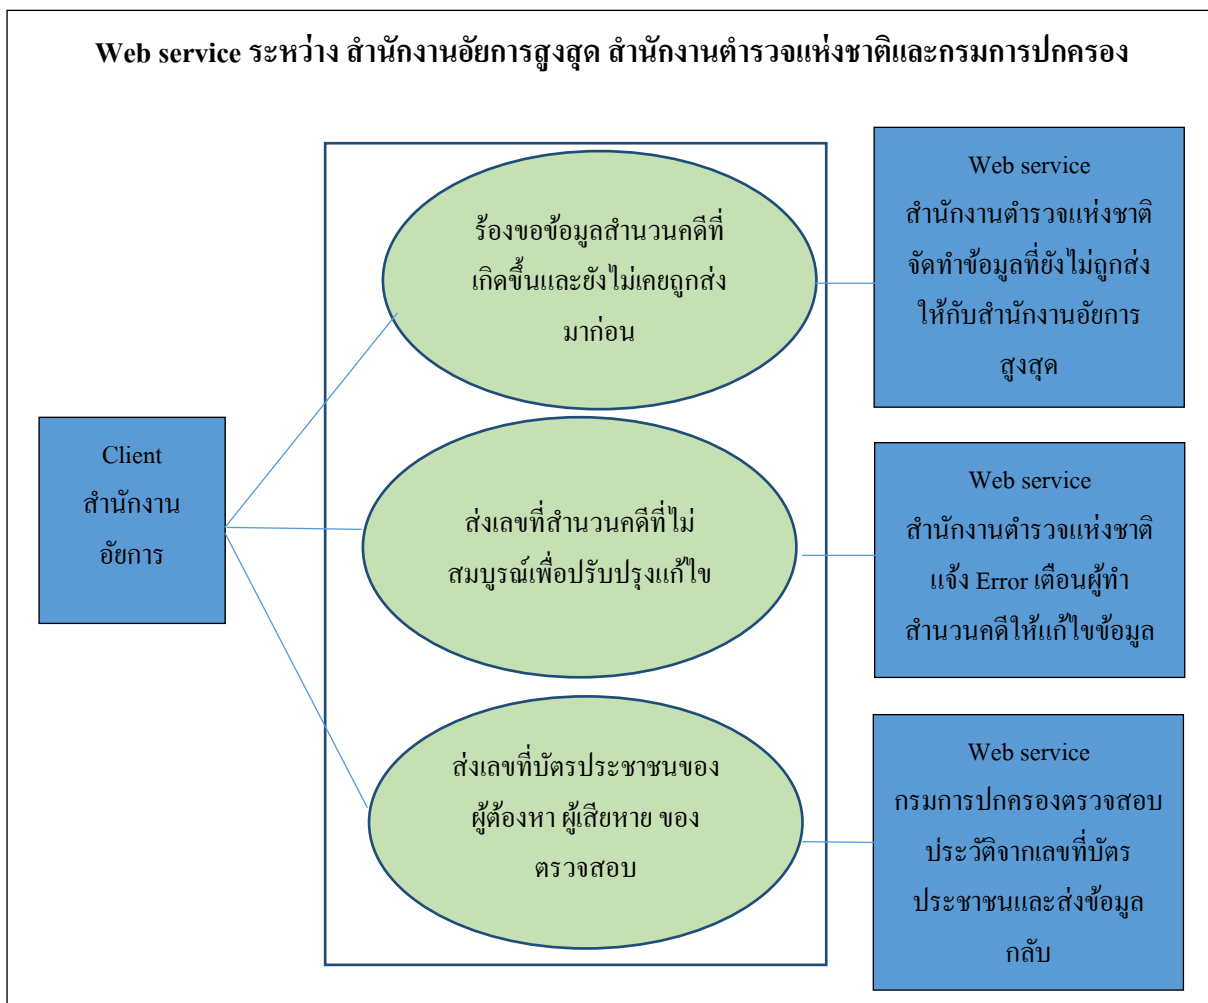 Web service ระหว่าง สำนักงานอัยการสูงสุด สำนักงานตำรวจแห่งชาติและกรมการปกครอง
Client
สำนักงาน
อัยการ
ร้องขอข้อมูลสำนวนคดีที่
เกิดขึ้นและยังไม่เคยถูกส่ง
มาก่อน
Web service
สำนักงานตำรวจแห่งชาติ
จัดทำข้อมูลที่ยังไม่ถูกส่ง
ให้กับสำนักงานอัยการ
สูงสุด
ส่งเลขที่สำนวนคดีที่ไม่
สมบูรณ์เพื่อปรับปรุงแก้ไข
Web service
สำนักงานตำรวจแห่งชาติ
แจ้ง Error เตือนผู้ทำ
สำนวนคดีให้แก้ไขข้อมูล
ส่งเลขที่บัตรประชาชนของ
ผู้ต้องหา ผู้เสียหาย ของ
ตรวจสอบ
Web service
กรมการปกครองตรวจสอบ
ประวัติจากเลขที่บัตร
ประชาชนและส่งข้อมูล
กลับ